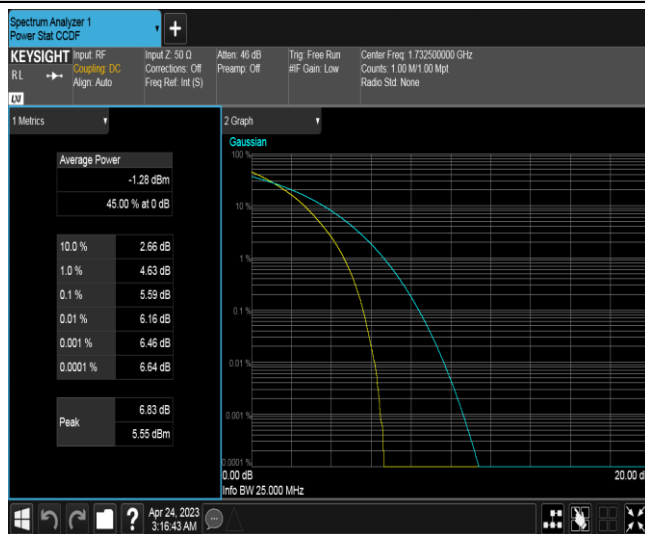 Spectrum Analyzer 1
Power Stat CCDF
KEYSIGHT Input: RF Input Z: 50 Ω Atten: 46 dB Trig: Free Run Center Freq: 1.732500000 GHz
RL Coupling: DC Corrections: Off Preamp: Off #IF Gain: Low Counts: 1.00 M/1.00 Mpt
Align: Auto Freq Ref: Int (S) Radio Std: None
LXI
1 Metrics
2 Graph
Average Power
-1.28 dBm
45.00 % at 0 dB
10.0 % 2.66 dB
1.0 % 4.63 dB
0.1 % 5.59 dB
0.01 % 6.16 dB
0.001 % 6.46 dB
0.0001 % 6.64 dB
Peak 6.83 dB
5.55 dBm
Gaussian
100 %
10 %
1 %
0.1 %
0.01 %
0.001 %
0.0001 %
0.00 dB 20.00 d
Info BW 25.000 MHz
? Apr 24, 2023
3:16:43 AM